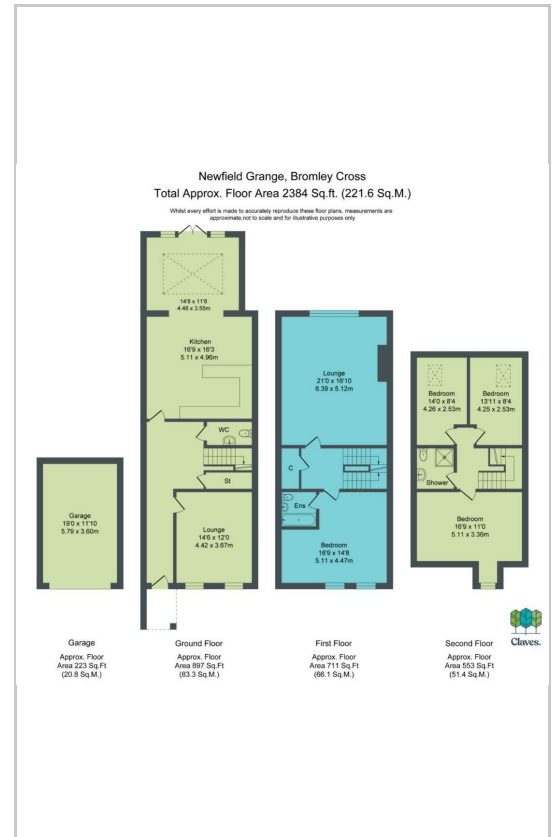 Newfield Grange, Bromley Cross
Total Approx. Floor Area 2384 Sq.ft. (221.6 Sq.M.)
Whilst every effort is made to accurately reproduce these floor plans, measurements are
approximate,not to scale and for illustrative purposes only
14'8 x 11'8
4.48 x 3.55m
Kitchen
16'9 x 16'3
5.11 x 4.96m
WC
St
Lounge
14'6 x 12'0
4.42 x 3.67m
Garage
19'0 x 11'10
5.79 x 3.60m
Lounge
21'0 x 16'10
6.39 x 5.12m
C
Ens
Bedroom
16'9 x 14'8
5.11 x 4.47m
Bedroom
14'0 x 8'4
4.26 x 2.53m
Bedroom
13'11 x 8'4
4.25 x 2.53m
Shower
Bedroom
16'9 x 11'0
5.11 x 3.36m
Garage
Approx. Floor
Area 223 Sq.Ft
(20.8 Sq.M.)
Ground Floor
Approx. Floor
Area 897 Sq.Ft
(83.3 Sq.M.)
First Floor
Approx. Floor
Area 711 Sq.Ft
(66.1 Sq.M.)
Second Floor
Approx. Floor
Area 553 Sq.Ft
(51.4 Sq.M.)
Claves.